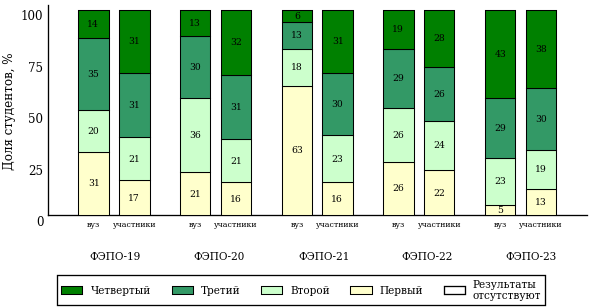 Доля студентов, %
100
75
50
25
0
14 31 13 32 6 31 19 28 43 38
35 31 30 31 13 30 29 26 29 30
20 21 36 21 18 23 26 24 23 19
31 17 21 16 63 16 26 22 5 13
вуз участники вуз участники вуз участники вуз участники вуз участники
ФЭПО-19 ФЭПО-20 ФЭПО-21 ФЭПО-22 ФЭПО-23
Четвертый Третий Второй Первый Результаты
отсутствуют